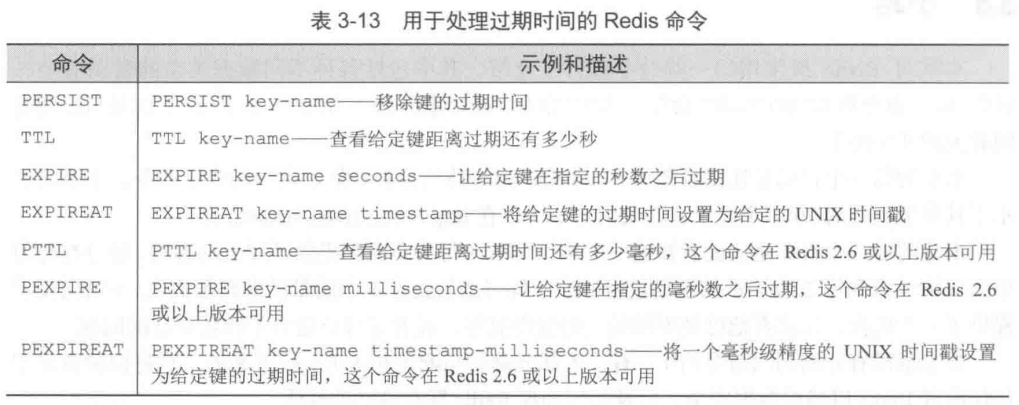 表 3-13 用于处理过期时间的 Redis 命令
命令 示例和描述
PERSIST PERSIST key-name——移除键的过期时间
TTL TTL key-name——查看给定键距离过期还有多少秒
EXPIRE EXPIRE key-name seconds——让给定键在指定的秒数之后过期
EXPIREAT EXPIREAT key-name timestamp——将给定键的过期时间设置为给定的 UNIX 时间戳
PTTL PTTL key-name——查看给定键距离过期时间还有多少毫秒，这个命令在 Redis 2.6 或以上版本可用
PEXPIRE PEXPIRE key-name milliseconds——让给定键在指定的毫秒数之后过期，这个命令在 Redis 2.6
或以上版本可用
PEXPIREAT PEXPIREAT key-name timestamp-milliseconds——将一个毫秒级精度的 UNIX 时间戳设置
为给定键的过期时间，这个命令在 Redis 2.6 或以上版本可用